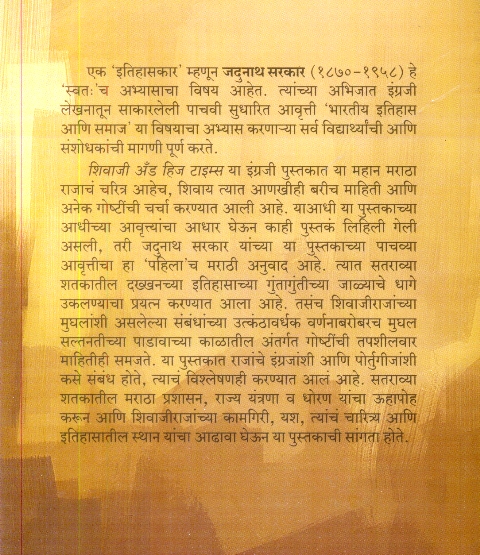 एक ‘इतिहासकार’ म्हणून जदुनाथ सरकार (१८७०-१९५८) हे
‘स्वतः’च अभ्यासाचा विषय आहेत. त्यांच्या अभिजात इंग्रजी
लेखनातून साकारलेली पाचवी सुधारित आवृत्ती ‘भारतीय इतिहास
आणि समाज’ या विषयाचा अभ्यास करणाऱ्या सर्व विद्यार्थ्यांची आणि
संशोधकांची मागणी पूर्ण करते.
शिवाजी अँड हिज टाइम्स या इंग्रजी पुस्तकात या महान मराठा
राजाचं चरित्र आहेच, शिवाय त्यात आणखीही बरीच माहिती आणि
अनेक गोष्टींची चर्चा करण्यात आली आहे. याआधी या पुस्तकाच्या
आधीच्या आवृत्त्यांचा आधार घेऊन काही पुस्तकं लिहिली गेली
असली, तरी जदुनाथ सरकार यांच्या या पुस्तकाच्या पाचव्या
आवृत्तीचा हा ‘पहिला’च मराठी अनुवाद आहे. त्यात सतराव्या
शतकातील दख्खनच्या इतिहासाच्या गुंतागुंतीच्या जाळ्याचे धागे
उकलण्याचा प्रयत्न करण्यात आला आहे. तसंच शिवाजीराजांच्या
मुघलांशी असलेल्या संबंधांच्या उत्कंठावर्धक वर्णनाबरोबरच मुघल
सल्तनतीच्या पाडावाच्या काळातील अंतर्गत गोष्टींची तपशीलवार
माहितीही समजते. या पुस्तकात राजांचे इंग्रजांशी आणि पोर्तुगीजांशी
कसे संबंध होते, त्याचं विश्लेषणही करण्यात आलं आहे. सतराव्या
शतकातील मराठा प्रशासन, राज्य यंत्रणा व धोरण यांचा ऊहापोह
करून आणि शिवाजीराजांच्या कामगिरी, यश, त्यांचं चारित्र्य आणि
इतिहासातील स्थान यांचा आढावा घेऊन या पुस्तकाची सांगता होते.